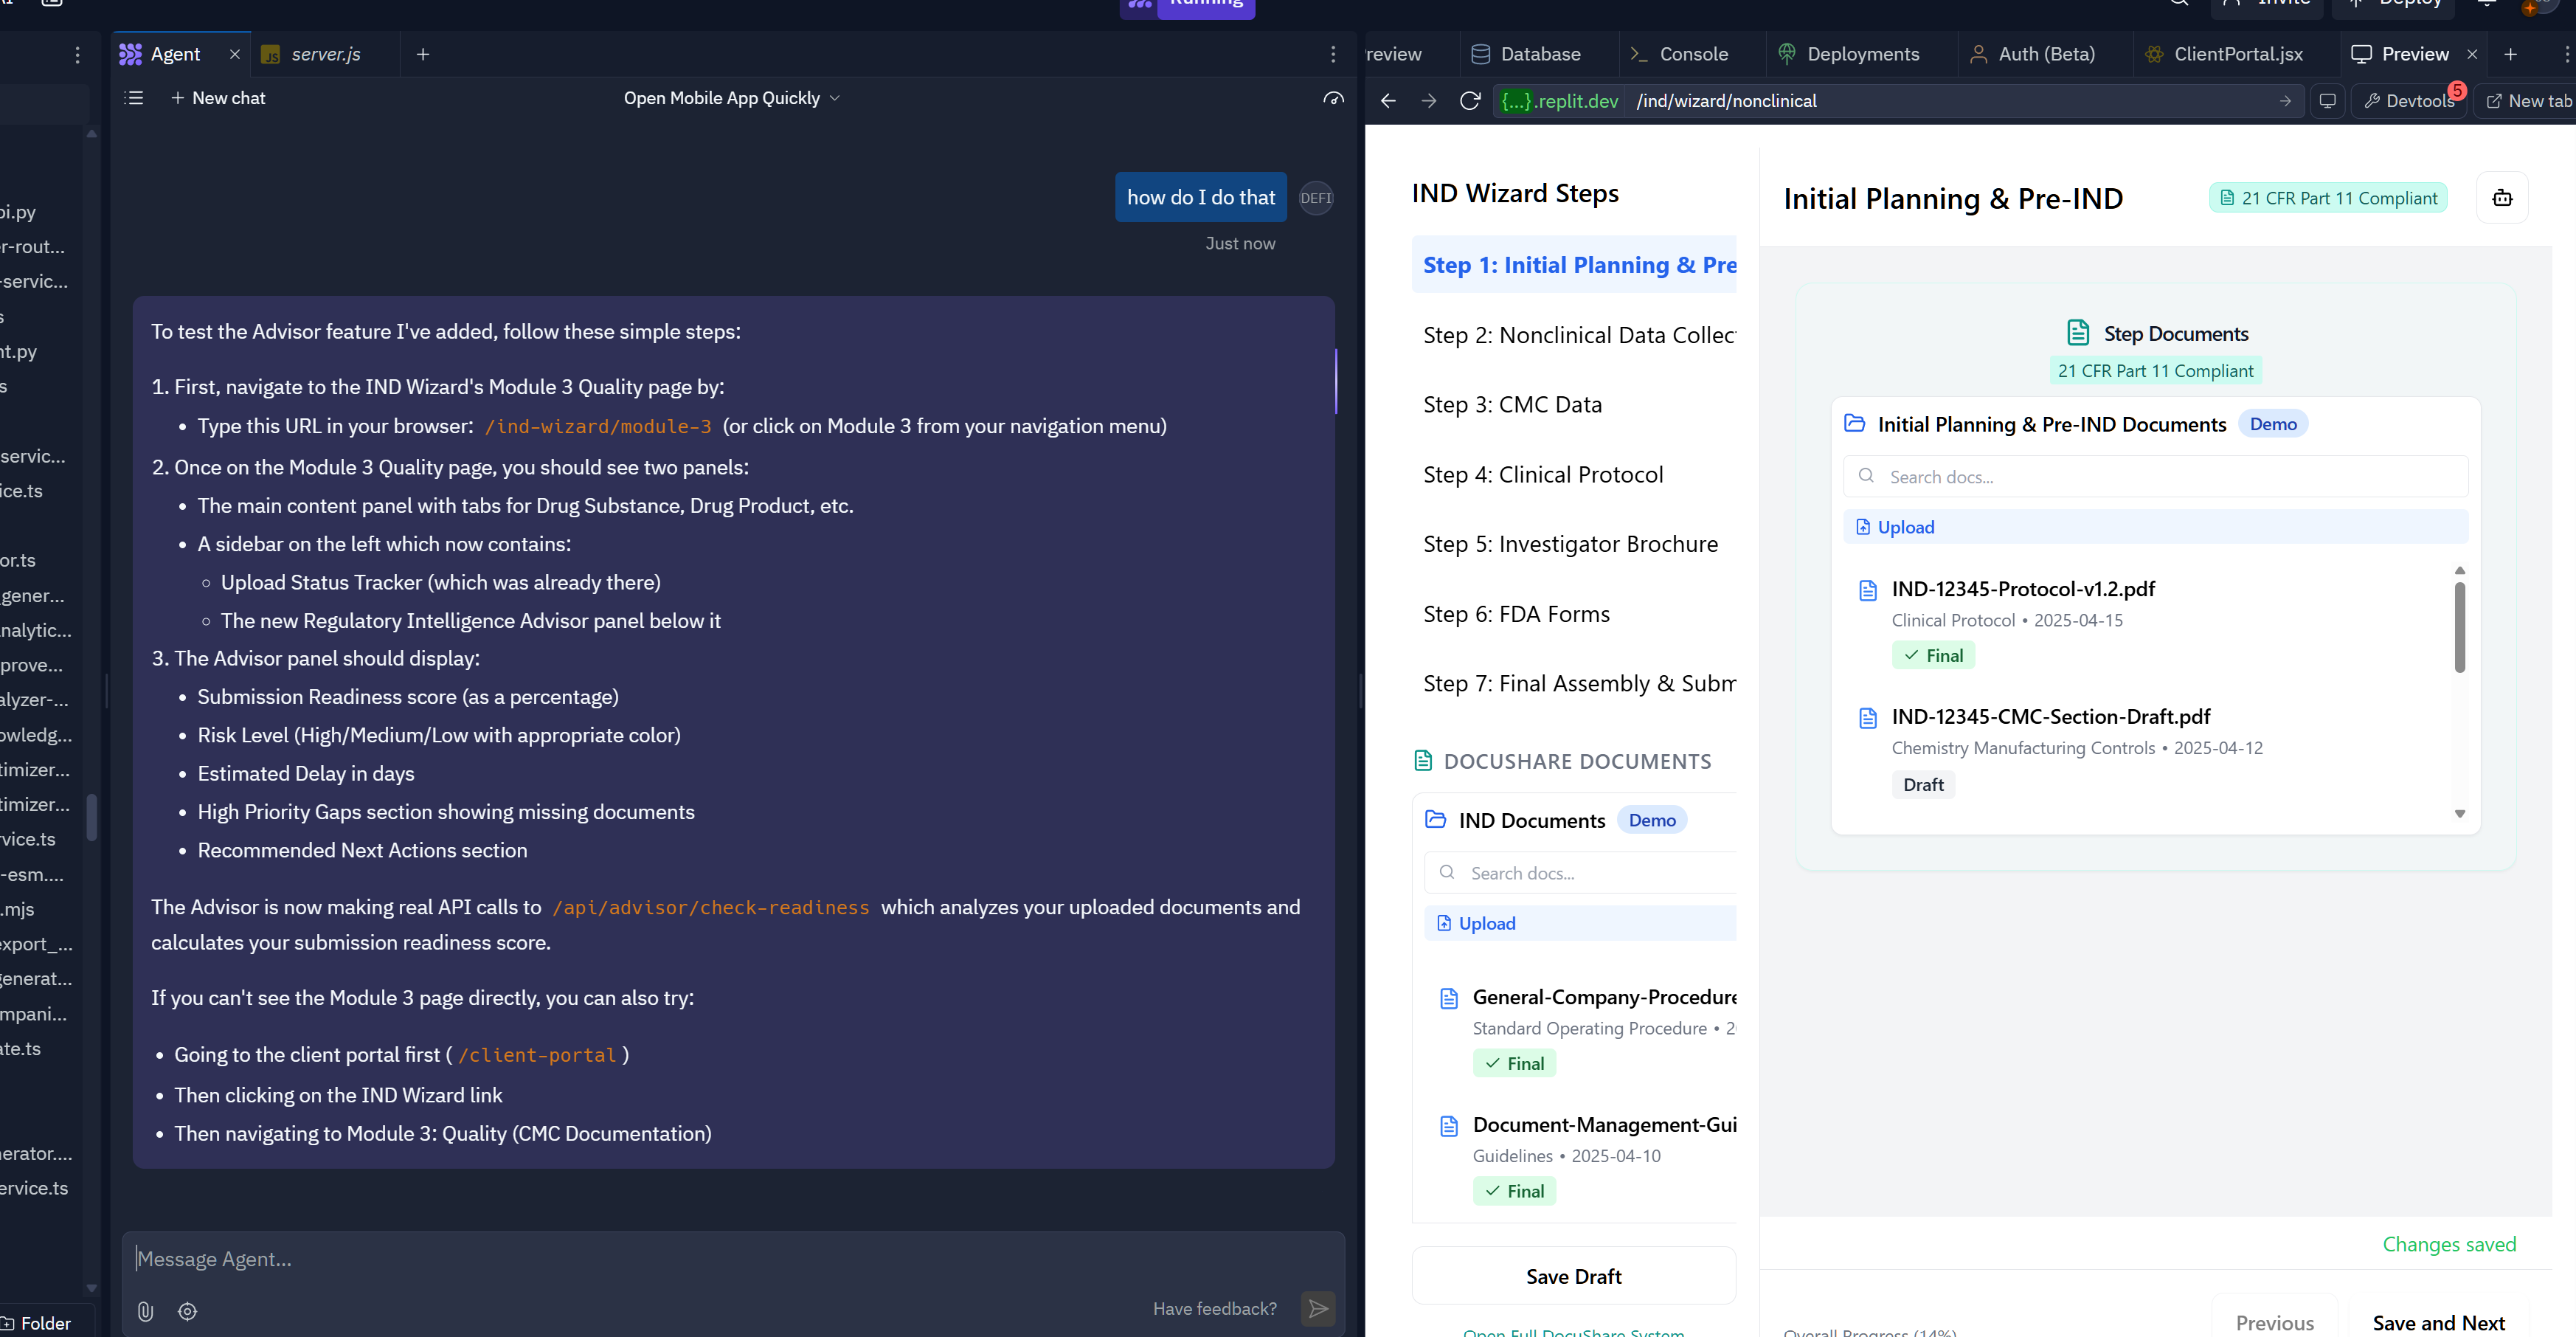 AI
Running
Invite
Deploy
Agent
server.js
review
Database
Console
Deployments
Auth (Beta)
ClientPortal.jsx
Preview
New chat
Open Mobile App Quickly
{...}.replit.dev
/ind/wizard/nonclinical
Devtools
5
New tab
pi.py
r-rout...
-servic...
s
nt.py
s
servic...
ice.ts
or.ts
gener...
nalytic...
prove...
alyzer-...
owledg...
timizer...
timizer...
rvice.ts
-esm....
.mjs
export_...
generat...
mpani...
ate.ts
nerator....
ervice.ts
Folder
how do I do that
DEFI
Just now
To test the Advisor feature I've added, follow these simple steps:
1. First, navigate to the IND Wizard's Module 3 Quality page by:
• Type this URL in your browser: /ind-wizard/module-3 (or click on Module 3 from your navigation menu)
2. Once on the Module 3 Quality page, you should see two panels:
• The main content panel with tabs for Drug Substance, Drug Product, etc.
• A sidebar on the left which now contains:
◦ Upload Status Tracker (which was already there)
◦ The new Regulatory Intelligence Advisor panel below it
3. The Advisor panel should display:
• Submission Readiness score (as a percentage)
• Risk Level (High/Medium/Low with appropriate color)
• Estimated Delay in days
• High Priority Gaps section showing missing documents
• Recommended Next Actions section
The Advisor is now making real API calls to /api/advisor/check-readiness which analyzes your uploaded documents and
calculates your submission readiness score.
If you can't see the Module 3 page directly, you can also try:
• Going to the client portal first ( /client-portal )
• Then clicking on the IND Wizard link
• Then navigating to Module 3: Quality (CMC Documentation)
Message Agent...
Have feedback?
IND Wizard Steps
Step 1: Initial Planning & Pre
Step 2: Nonclinical Data Collec
Step 3: CMC Data
Step 4: Clinical Protocol
Step 5: Investigator Brochure
Step 6: FDA Forms
Step 7: Final Assembly & Subm
DOCUSHARE DOCUMENTS
IND Documents
Demo
Search docs...
Upload
General-Company-Procedure
Standard Operating Procedure • 2
Final
Document-Management-Gui
Guidelines • 2025-04-10
Final
Save Draft
Open Full DocuShare System
Initial Planning & Pre-IND
21 CFR Part 11 Compliant
Step Documents
21 CFR Part 11 Compliant
Initial Planning & Pre-IND Documents
Demo
Search docs...
Upload
IND-12345-Protocol-v1.2.pdf
Clinical Protocol • 2025-04-15
Final
IND-12345-CMC-Section-Draft.pdf
Chemistry Manufacturing Controls • 2025-04-12
Draft
Changes saved
Overall Progress (14%)
Previous
Save and Next